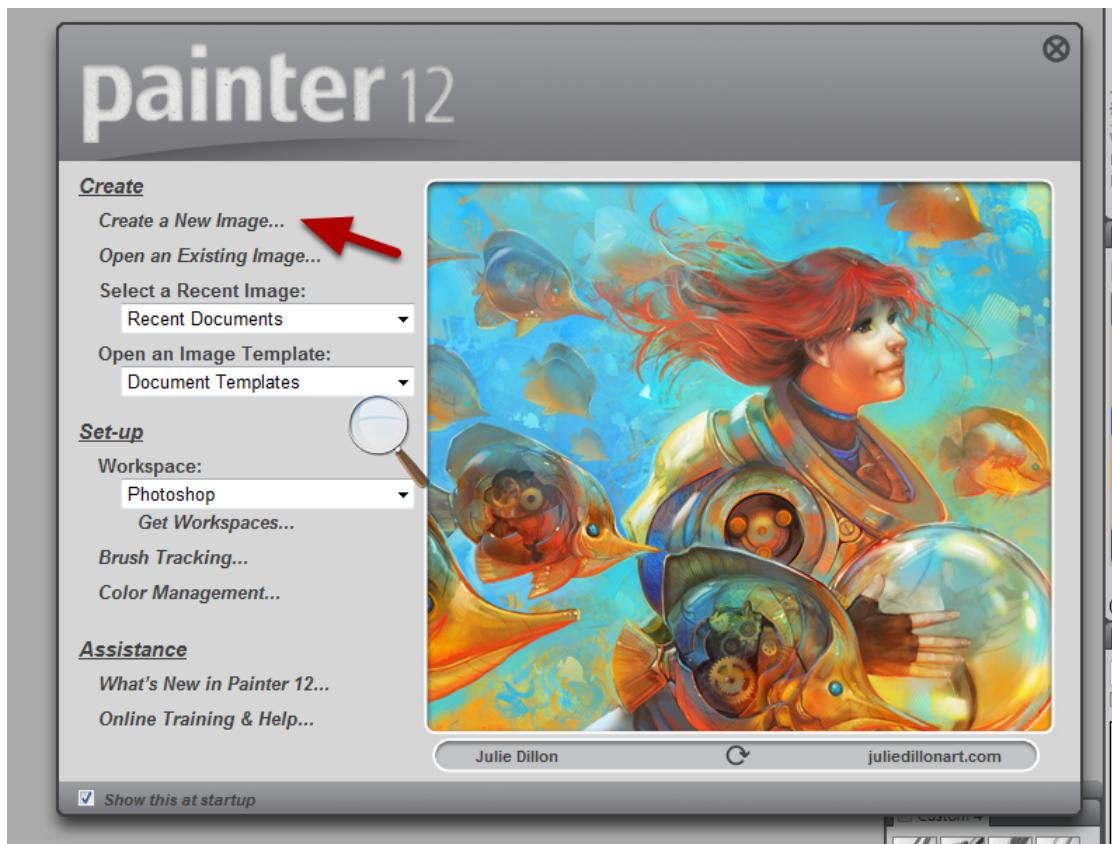 painter 12
Create
Create a New Image...
Open an Existing Image...
Select a Recent Image:
Recent Documents
Open an Image Template:
Document Templates
Set-up
Workspace:
Photoshop
Get Workspaces...
Brush Tracking...
Color Management...
Assistance
What's New in Painter 12...
Online Training & Help...
Julie Dillon
juliedillonart.com
Show this at startup
Custom 4